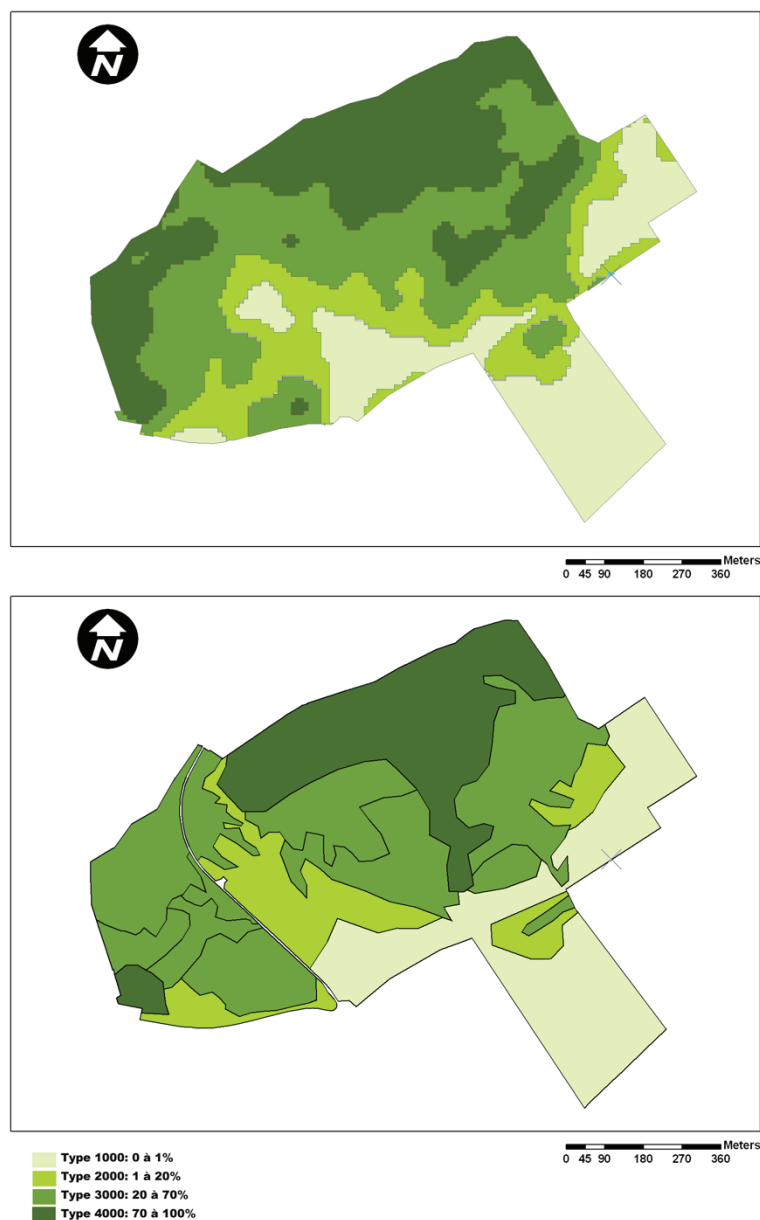 N
Meters
0 45 90 180 270 360
N
Meters
0 45 90 180 270 360
Type 1000: 0 à 1%
Type 2000: 1 à 20%
Type 3000: 20 à 70%
Type 4000: 70 à 100%